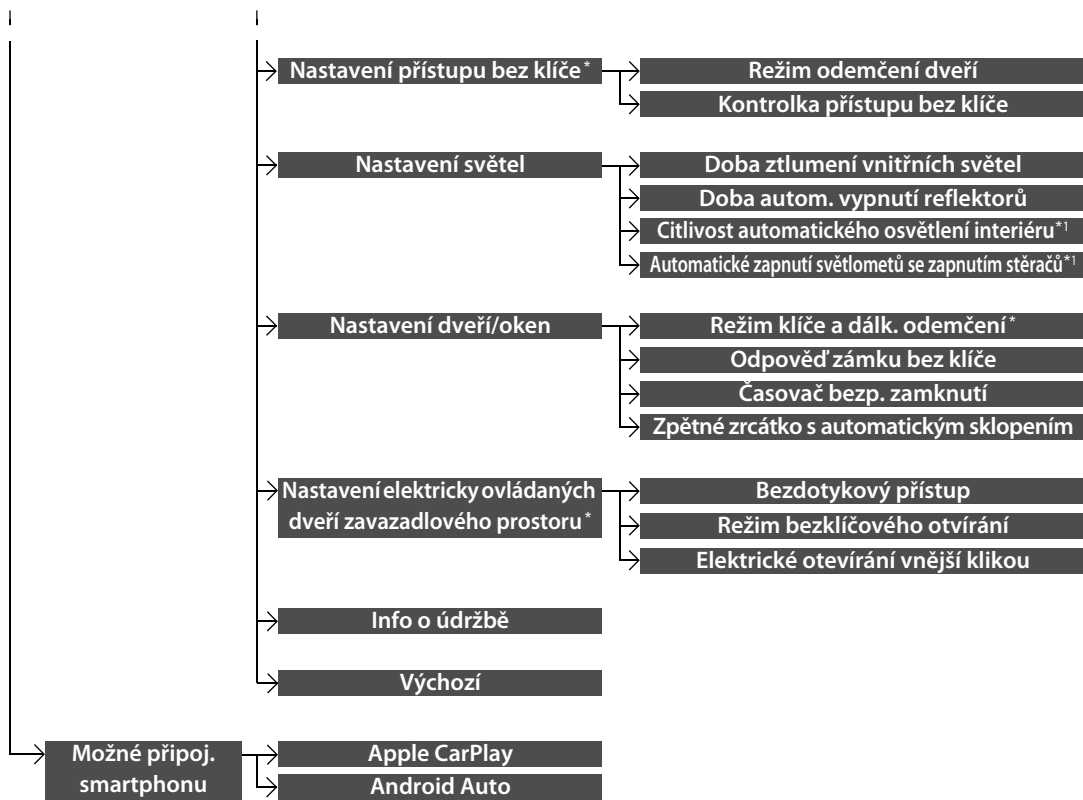 Nastavení přístupu bez klíče*
Režim odemčení dveří
Kontrolka přístupu bez klíče
Nastavení světel
Doba ztlumení vnitřních světel
Doba autom. vypnutí reflektorů
Citlivost automatického osvětlení interiéru*1
Automatické zapnutí světlometů se zapnutím stěračů*1
Nastavení dveří/oken
Režim klíče a dálk. odemčení*
Odpověď zámku bez klíče
Časovač bezp. zamknutí
Zpětné zrcátko s automatickým sklopením
Nastavení elektricky ovládaných
dveří zavazadlového prostoru*
Bezdotykový přístup
Režim bezklíčového otvírání
Elektrické otevírání vnější klikou
Info o údržbě
Výchozí
Možné připoj.
smartphonu
Apple CarPlay
Android Auto